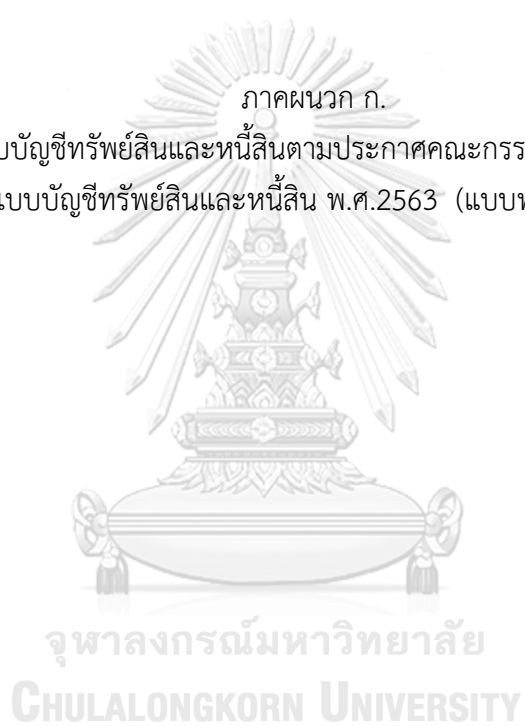 ภาคผนวก ก.
บบัญชีทรัพย์สินและหนี้สินตามประกาศคณะกรร
แบบบัญชีทรัพย์สินและหนี้สิน พ.ศ.2563 (แบบ
จุฬาลงกรณ์มหาวิทยาลัย
CHULALONGKORN UNIVERSITY